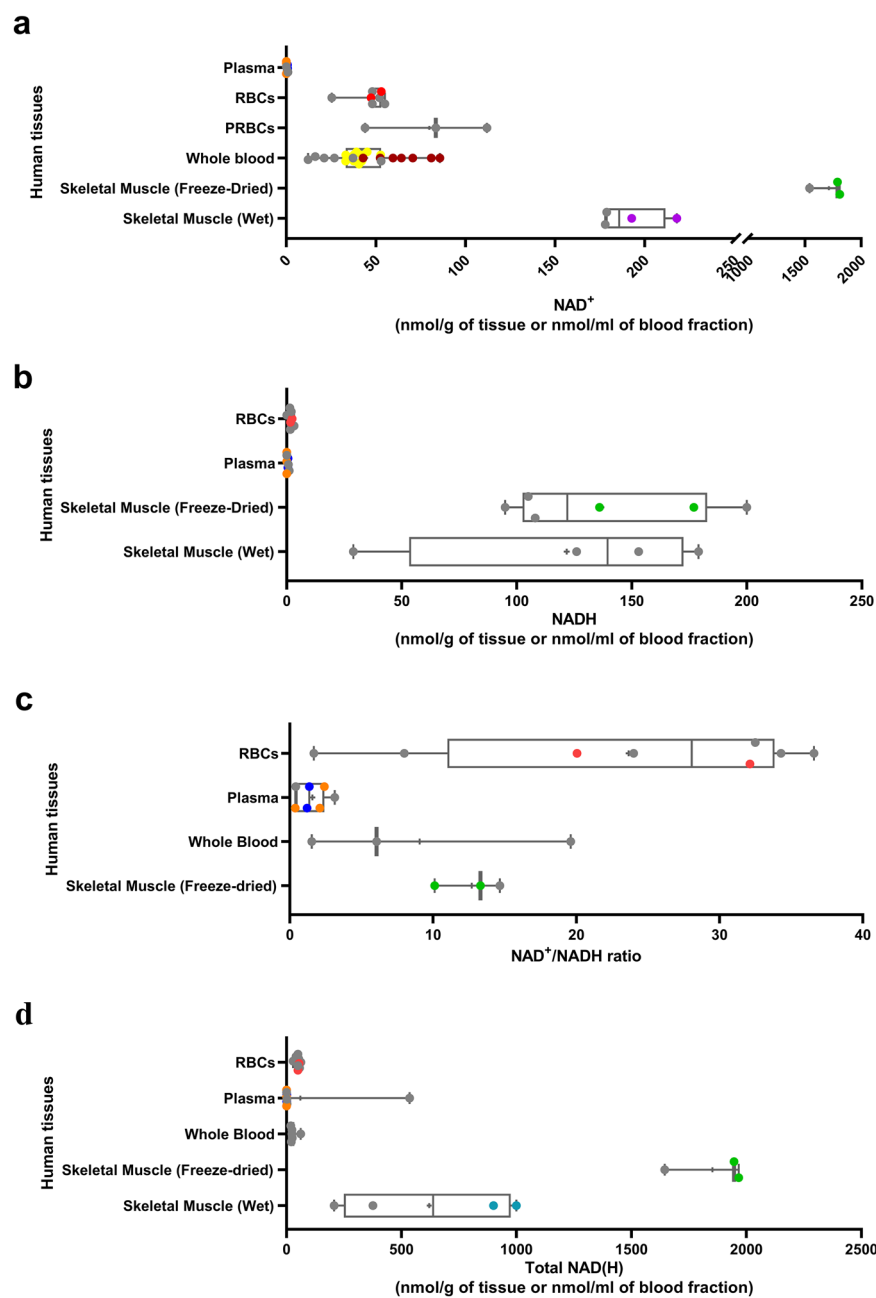 a
Human tissues
Plasma
RBCs
PRBCs
Whole blood
Skeletal Muscle (Freeze-Dried)
Skeletal Muscle (Wet)
0 50 100 150 200 250 1000 1500 2000
NAD+
(nmol/g of tissue or nmol/ml of blood fraction)
b
Human tissues
RBCs
Plasma
Skeletal Muscle (Freeze-Dried)
Skeletal Muscle (Wet)
0 50 100 150 200 250
NADH
(nmol/g of tissue or nmol/ml of blood fraction)
c
Human tissues
RBCs
Plasma
Whole Blood
Skeletal Muscle (Freeze-dried)
0 10 20 30 40
NAD+/NADH ratio
d
Human tissues
RBCs
Plasma
Whole Blood
Skeletal Muscle (Freeze-dried)
Skeletal Muscle (Wet)
0 500 1000 1500 2000 2500
Total NAD(H)
(nmol/g of tissue or nmol/ml of blood fraction)